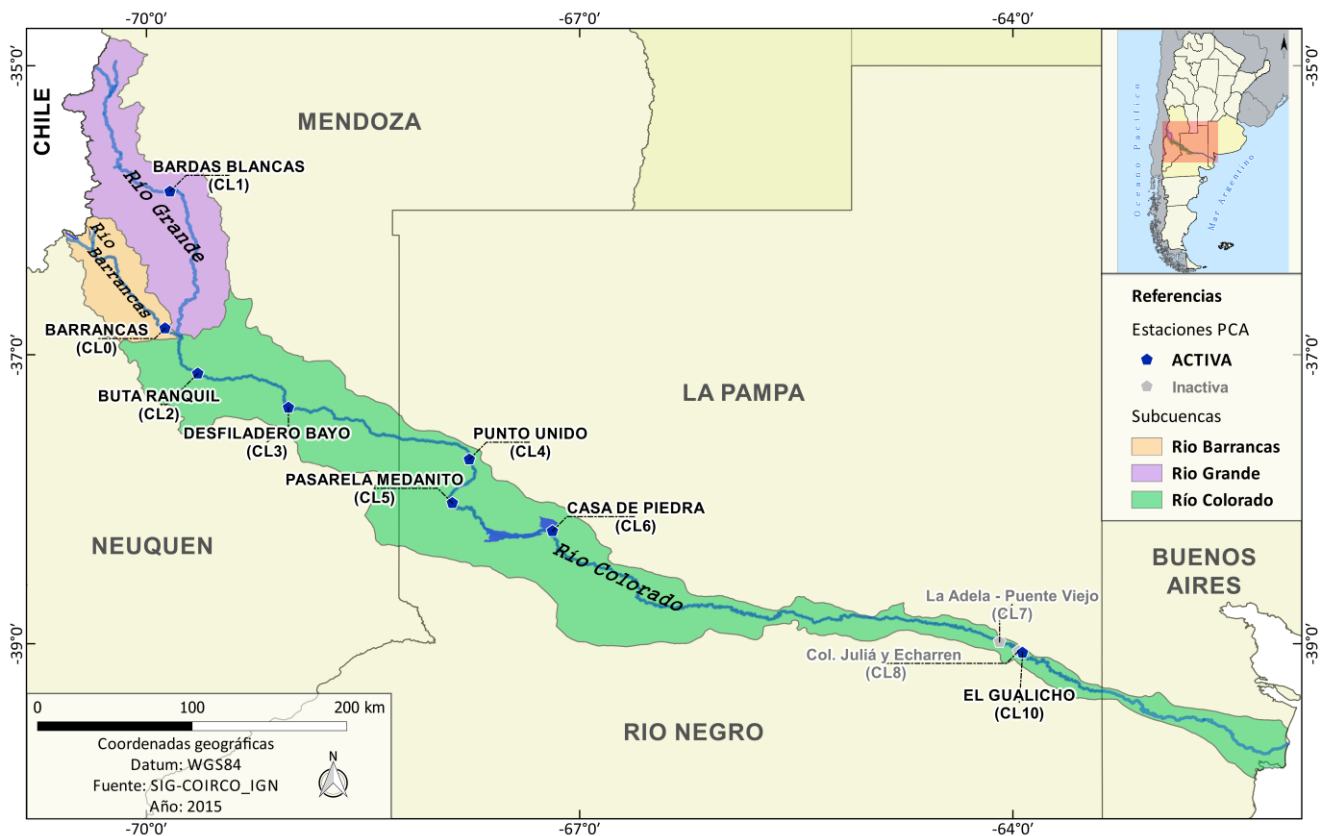 -70°0'
-67°0'
-64°0'
-35°0'
-35°0'
CHILE
MENDOZA
BARDAS BLANCAS
(CL1)
Río Grande
Río
Barrancas
BARRANCAS
(CL0)
-37°0'
-37°0'
BUTA RANQUIL
(CL2)
DESFILADERO BAYO
(CL3)
LA PAMPA
PUNTO UNIDO
(CL4)
PASARELA MEDANITO
(CL5)
CASA DE PIEDRA
(CL6)
NEUQUEN
Río Colorado
La Adela - Puente Viejo
(CL7)
Col. Juliá y Echarren
(CL8)
EL GUALICHO
(CL10)
-39°0'
-39°0'
RIO NEGRO
BUENOS
AIRES
Oceano Pacífico
Mar Argentino
Referencias
Estaciones PCA
ACTIVA
Inactiva
Subcuencas
Rio Barrancas
Rio Grande
Río Colorado
0 100 200 km
Coordenadas geográficas
Datum: WGS84
Fuente: SIG-COIRCO_IGN
Año: 2015
N
-70°0'
-67°0'
-64°0'